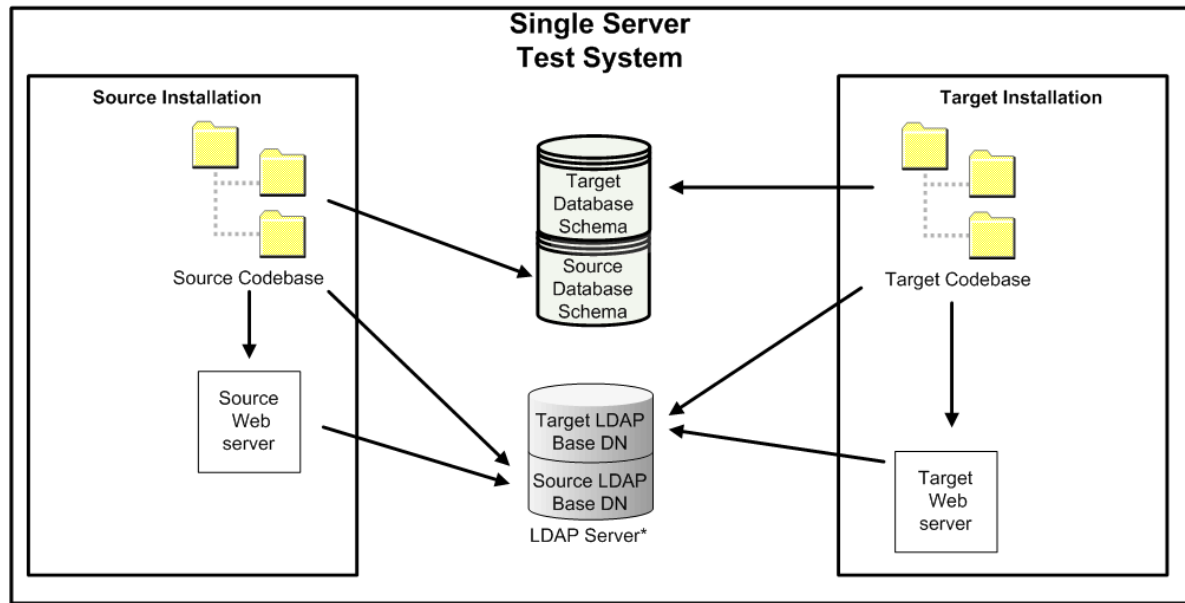 Single Server
Test System
Source Installation
Source Codebase
Source
Web
server
Target
Database
Schema
Source
Database
Schema
Target LDAP
Base DN
Source LDAP
Base DN
LDAP Server*
Target Installation
Target Codebase
Target
Web
server